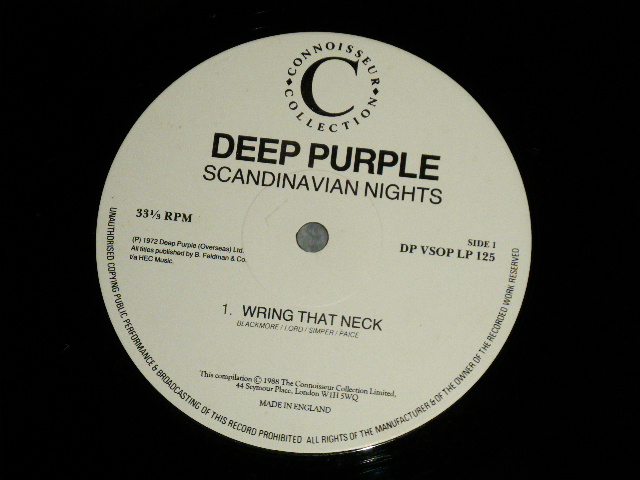 CONNOISSEUR
C
COLLECTION
DEEP PURPLE
SCANDINAVIAN NIGHTS
33⅓ RPM
SIDE 1
DP VSOP LP 125
(P) 1972 Deep Purple (Overseas) Ltd.
All titles published by B. Feldman & Co.
t/a HEC Music.
1. WRING THAT NECK
BLACKMORE / LORD / SIMPER / PAICE
This compilation © 1988 The Connoisseur Collection Limited,
44 Seymour Place, London W1H 5WQ
MADE IN ENGLAND
UNAUTHORISED COPYING PUBLIC PERFORMANCE & BROADCASTING OF THIS RECORD PROHIBITED ALL RIGHTS OF THE MANUFACTURER & OF THE OWNER OF THE RECORDED WORK RESERVED